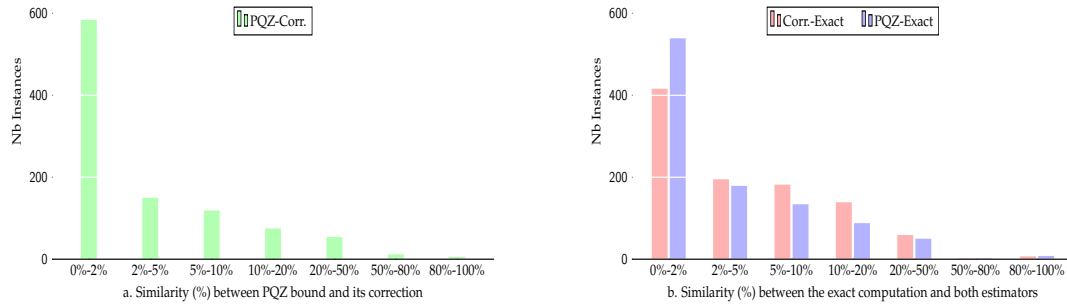 600
400
200
0
Nb Instances
PQZ-Corr.
0%-2% 2%-5% 5%-10% 10%-20% 20%-50% 50%-80% 80%-100%
a. Similarity (%) between PQZ bound and its correction
600
400
200
0
Nb Instances
Corr.-Exact PQZ-Exact
0%-2% 2%-5% 5%-10% 10%-20% 20%-50% 50%-80% 80%-100%
b. Similarity (%) between the exact computation and both estimators